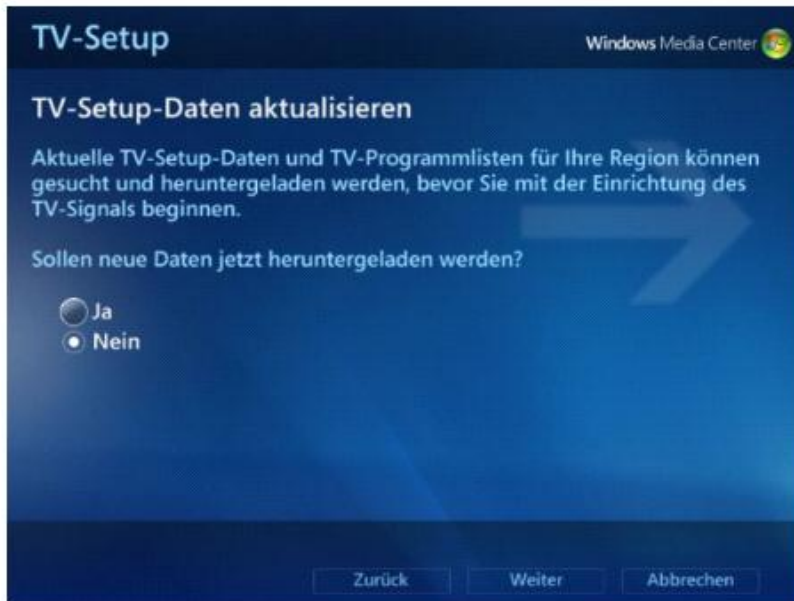 TV-Setup
Windows Media Center
TV-Setup-Daten aktualisieren
Aktuelle TV-Setup-Daten und TV-Programmlisten für Ihre Region können
gesucht und heruntergeladen werden, bevor Sie mit der Einrichtung des
TV-Signals beginnen.
Sollen neue Daten jetzt heruntergeladen werden?
Ja
Nein
Zurück
Weiter
Abbrechen